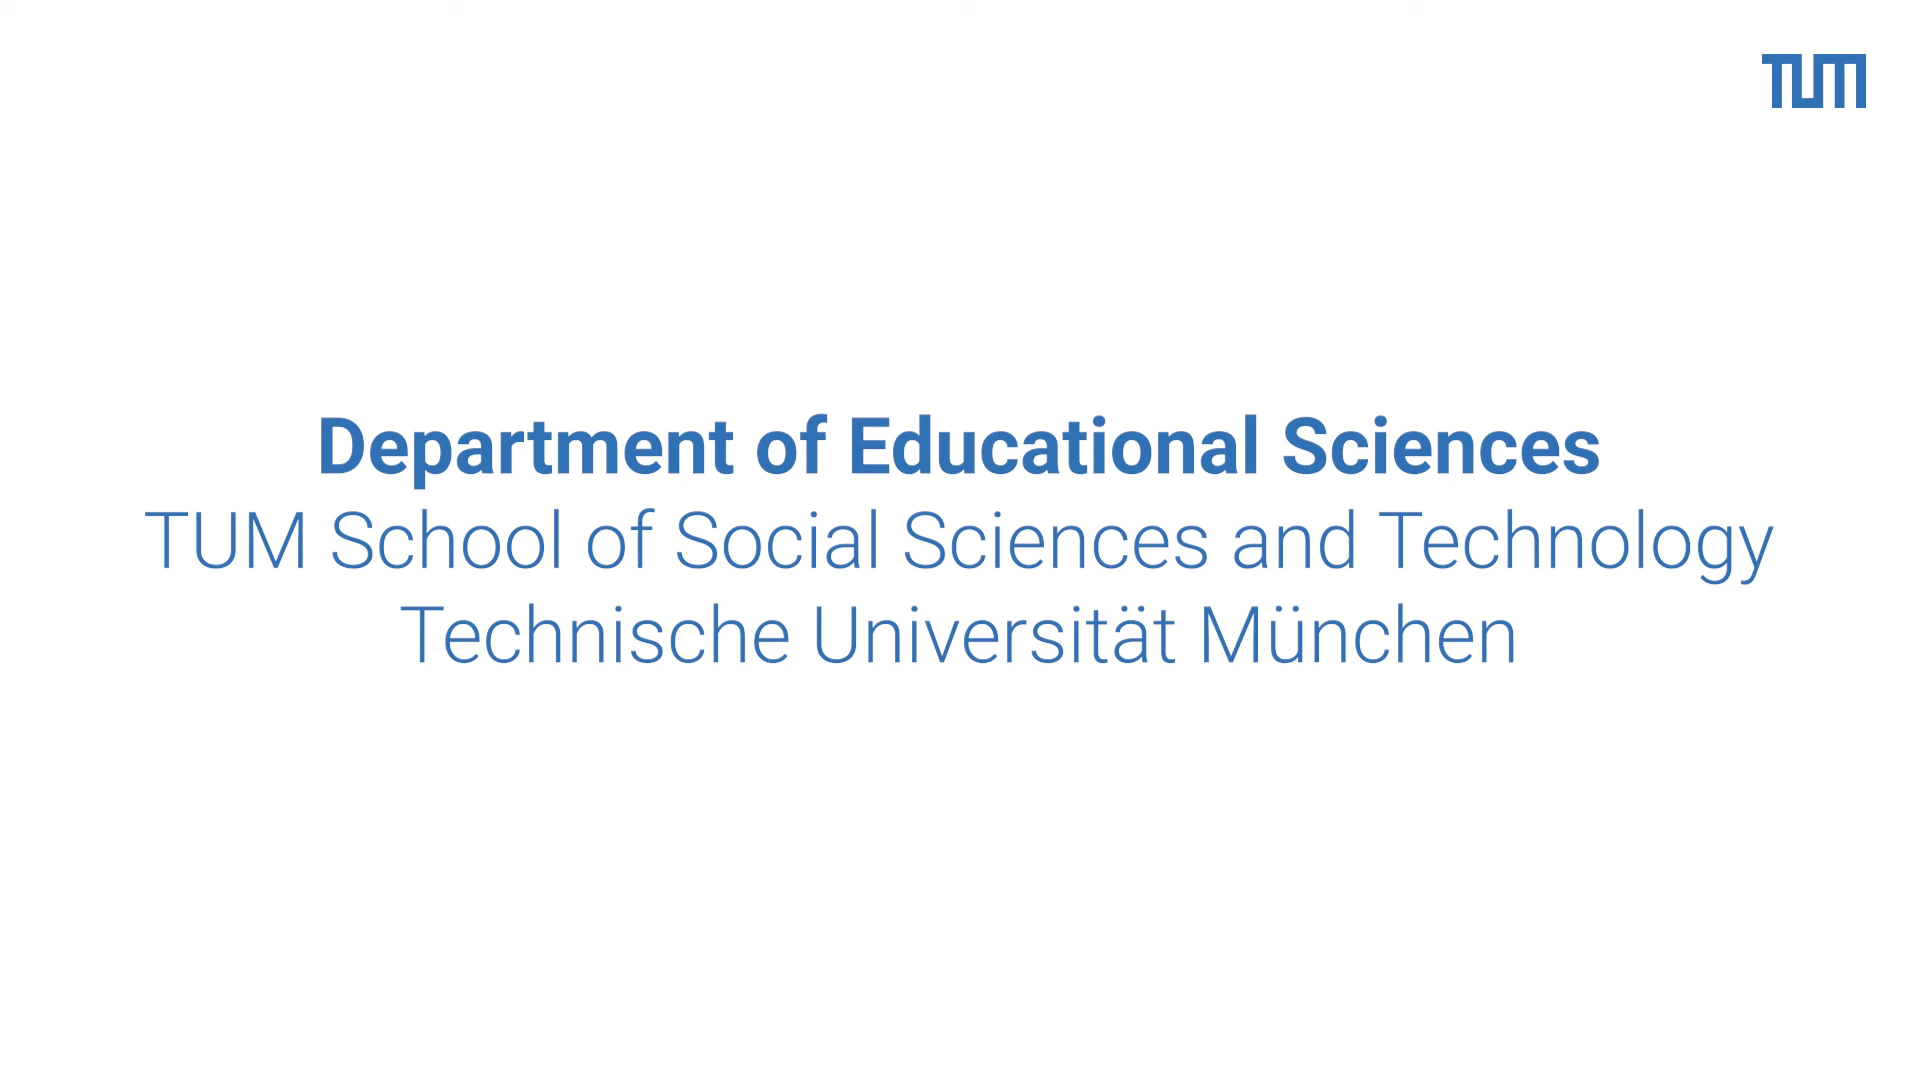 TUM
Department of Educational Sciences
TUM School of Social Sciences and Technology
Technische Universität München